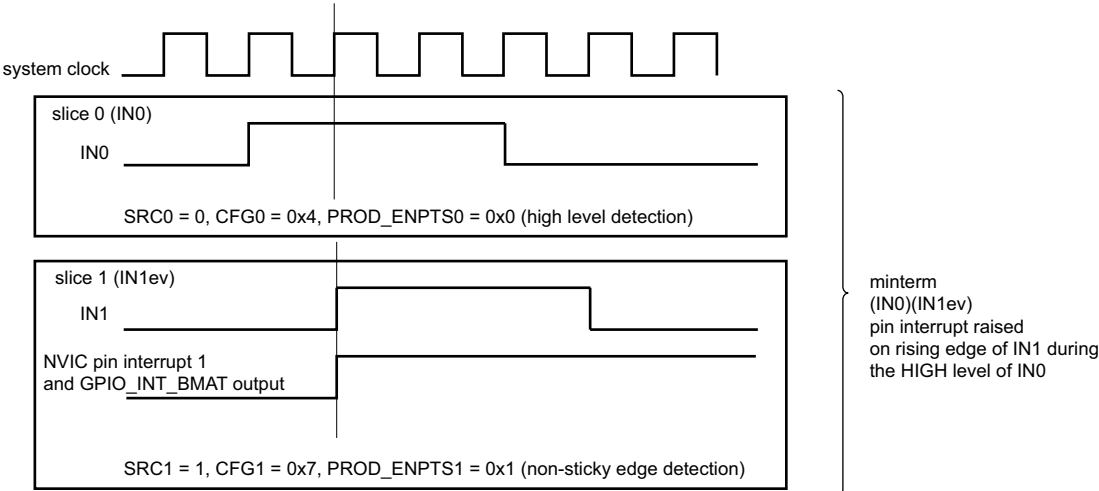 system clock
slice 0 (IN0)
IN0
SRC0 = 0, CFG0 = 0x4, PROD_ENPTS0 = 0x0 (high level detection)
slice 1 (IN1ev)
IN1
NVIC pin interrupt 1
and GPIO_INT_BMAT output
SRC1 = 1, CFG1 = 0x7, PROD_ENPTS1 = 0x1 (non-sticky edge detection)
minterm
(IN0)(IN1ev)
pin interrupt raised
on rising edge of IN1 during
the HIGH level of IN0